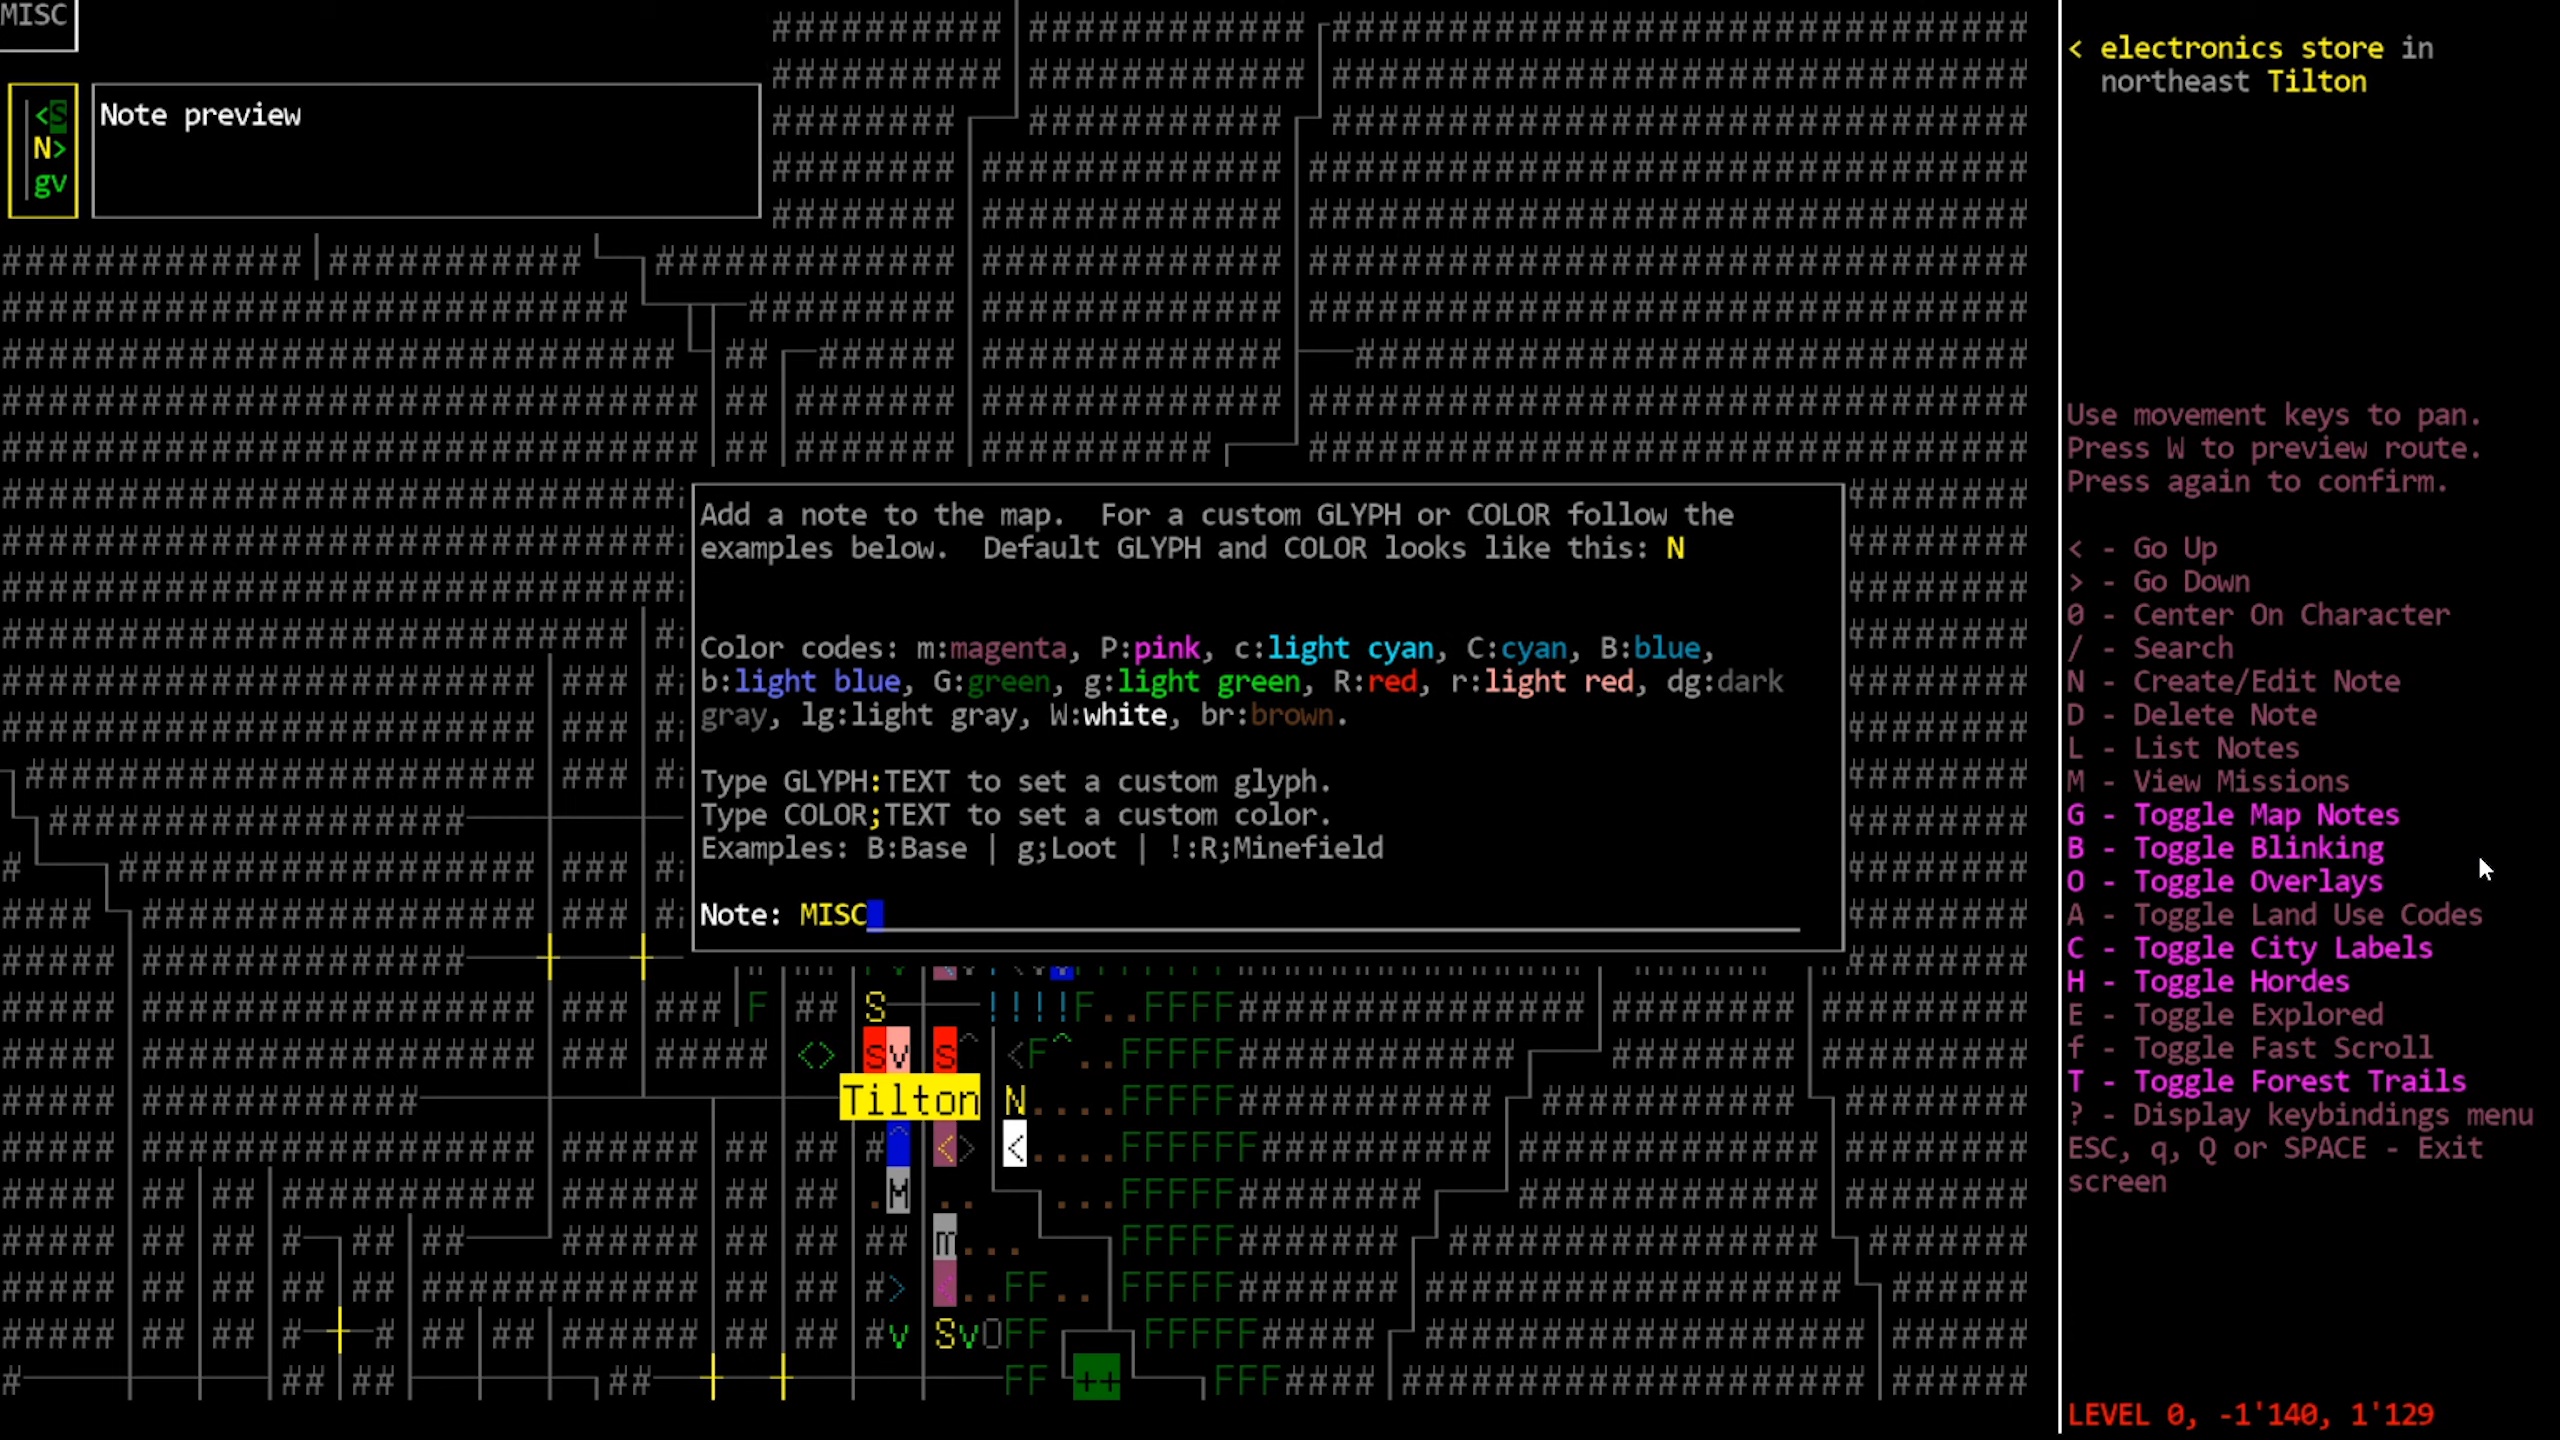 MISC
Note preview
< electronics store in
northeast Tilton
Use movement keys to pan.
Press W to preview route.
Press again to confirm.
< - Go Up
> - Go Down
0 - Center On Character
/ - Search
N - Create/Edit Note
D - Delete Note
L - List Notes
M - View Missions
G - Toggle Map Notes
B - Toggle Blinking
O - Toggle Overlays
A - Toggle Land Use Codes
C - Toggle City Labels
H - Toggle Hordes
E - Toggle Explored
f - Toggle Fast Scroll
T - Toggle Forest Trails
? - Display keybindings menu
ESC, q, Q or SPACE - Exit
screen
LEVEL 0, -1'140, 1'129
Add a note to the map.  For a custom GLYPH or COLOR follow the
examples below.  Default GLYPH and COLOR looks like this: N
Color codes: m:magenta, P:pink, c:light cyan, C:cyan, B:blue,
b:light blue, G:green, g:light green, R:red, r:light red, dg:dark
gray, lg:light gray, W:white, br:brown.
Type GLYPH:TEXT to set a custom glyph.
Type COLOR;TEXT to set a custom color.
Examples: B:Base | g;Loot | !:R;Minefield
Note: MISC
Tilton